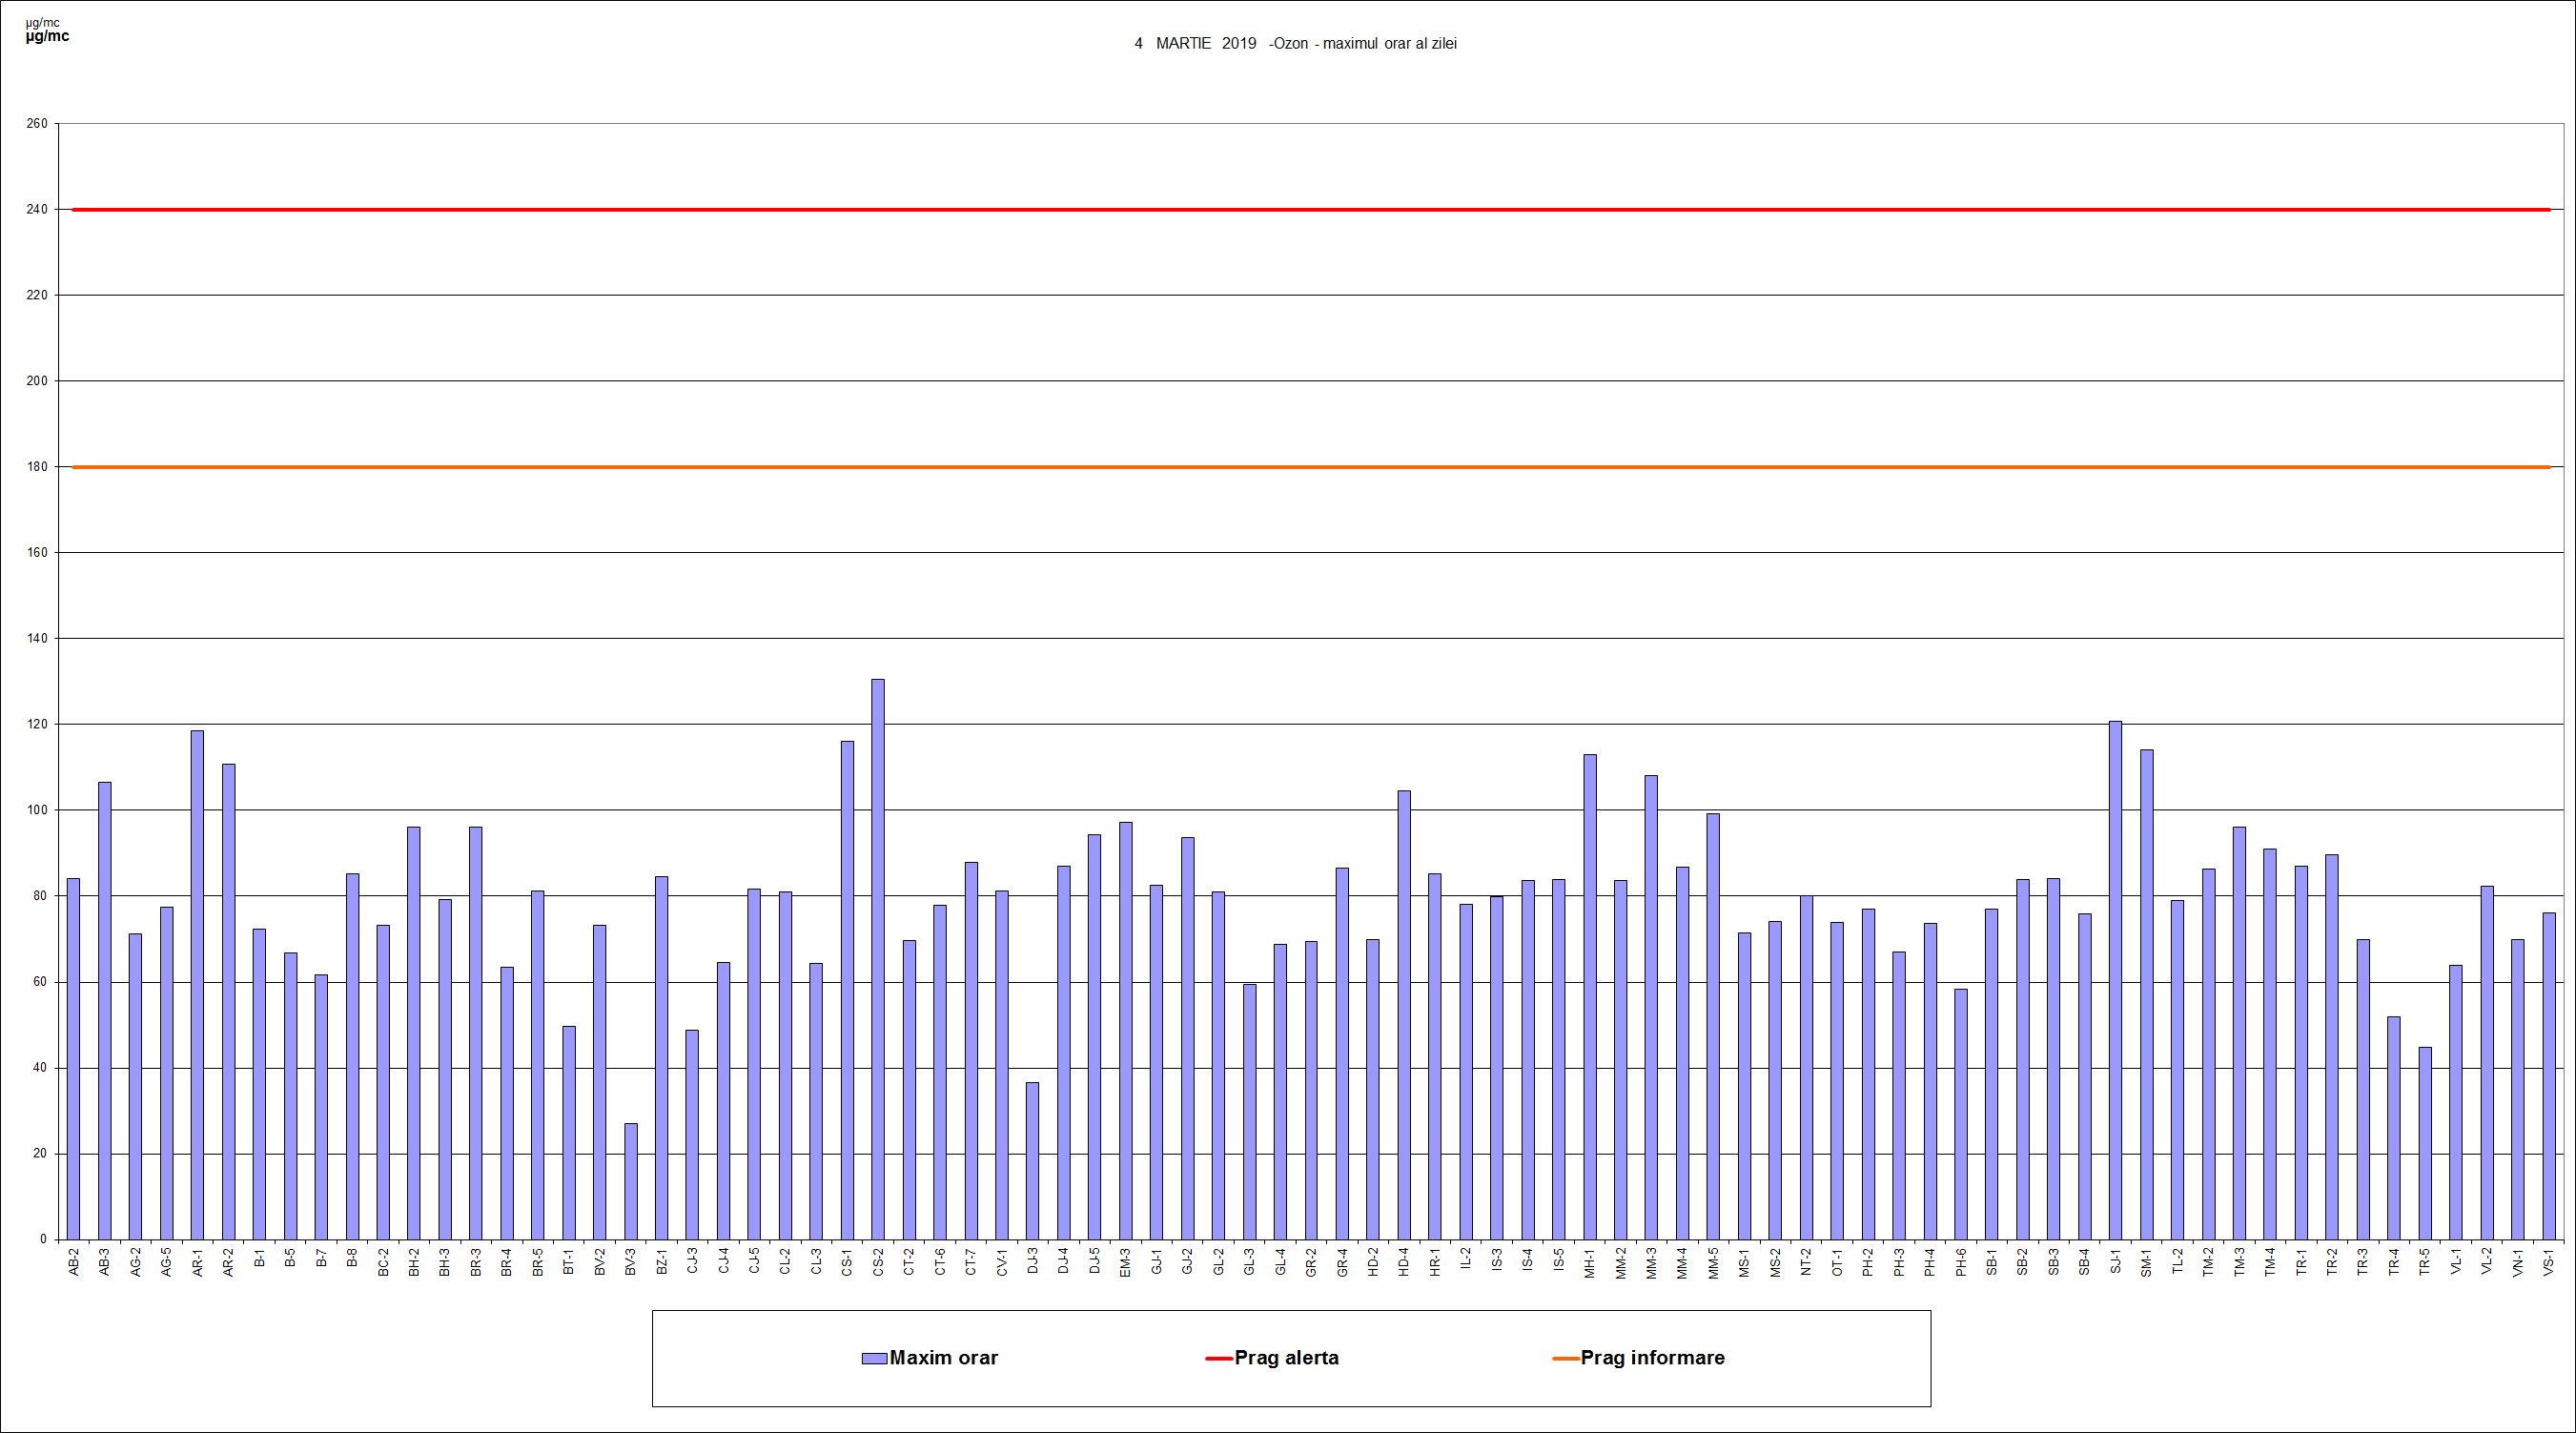 µg/mc
µg/mc
4 MARTIE 2019 -Ozon - maximul orar al zilei
260
240
220
200
180
160
140
120
100
80
60
40
20
0
AB-2 AB-3 AG-2 AG-5 AR-1 AR-2 B-1 B-5 B-7 B-8 BC-2 BH-2 BH-3 BR-3 BR-4 BR-5 BT-1 BV-2 BV-3 BZ-1 CJ-3 CJ-4 CJ-5 CL-2 CL-3 CS-1 CS-2 CT-2 CT-6 CT-7 CV-1 DJ-3 DJ-4 DJ-5 EM-3 GJ-1 GJ-2 GL-2 GL-3 GL-4 GR-2 GR-4 HD-2 HD-4 HR-1 IL-2 IS-3 IS-4 IS-5 MH-1 MM-2 MM-3 MM-4 MM-5 MS-1 MS-2 NT-2 OT-1 PH-2 PH-3 PH-4 PH-6 SB-1 SB-2 SB-3 SB-4 SJ-1 SM-1 TL-2 TM-2 TM-3 TM-4 TR-1 TR-2 TR-3 TR-4 TR-5 VL-1 VL-2 VN-1 VS-1
Maxim orar Prag alerta Prag informare